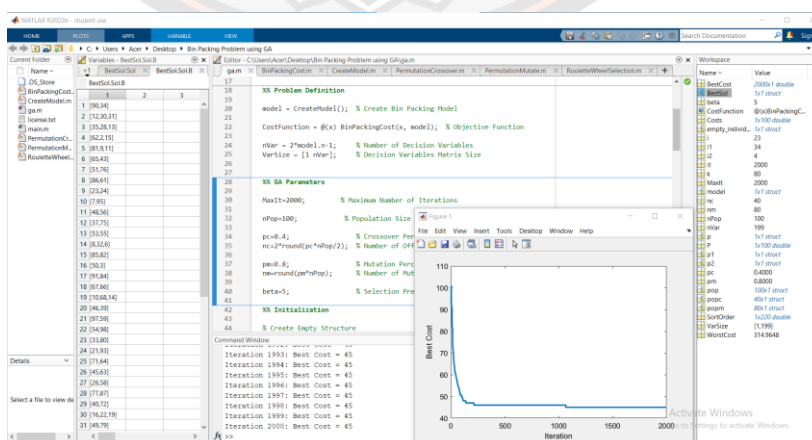 MATLAB R2022b - student use
HOME PLOTS APPS VARIABLE VIEW
Search Documentation
C: Users Acer Desktop Bin Packing Problem using GA
Current Folder
Name
.DS_Store
BinPackingCost...
CreateModel.m
ga.m
license.txt
main.m
PermutationCr...
PermutationM...
RouletteWheel...
Details
Select a file to view de
Variables - BestSol.Sol.B
BestSol.Sol BestSol.Sol.B
BestSol.Sol.B
1 2 3
1 [90,34]
2 [12,30,31]
3 [35,28,13]
4 [62,2,15]
5 [81,9,11]
6 [65,43]
7 [51,76]
8 [86,61]
9 [23,24]
10 [7,95]
11 [48,56]
12 [37,75]
13 [53,55]
14 [8,32,6]
15 [85,82]
16 [50,3]
17 [91,84]
18 [67,66]
19 [10,68,14]
20 [46,39]
21 [97,59]
22 [54,98]
23 [33,80]
24 [21,93]
25 [71,64]
26 [45,63]
27 [26,58]
28 [77,87]
29 [40,72]
30 [16,22,19]
31 [49,79]
Editor - C:\Users\Acer\Desktop\Bin Packing Problem using GA\ga.m
ga.m BinPackingCost.m CreateModel.m PermutationCrossover.m PermutationMutate.m RouletteWheelSelection.m
17
18 %% Problem Definition
19
20 model = CreateModel(); % Create Bin Packing Model
21
22 CostFunction = @(x) BinPackingCost(x, model); % Objective Function
23
24 nVar = 2*model.n-1; % Number of Decision Variables
25 VarSize = [1 nVar]; % Decision Variables Matrix Size
26
27
28 %% GA Parameters
29
30 MaxIt=2000; % Maximum Number of Iterations
31
32 nPop=100; % Population Size
33
34 pc=0.4; % Crossover Per
35 nc=2*round(pc*nPop/2); % Number of Off
36
37 pm=0.8; % Mutation Perc
38 nm=round(pm*nPop); % Number of Mut
39
40 beta=5; % Selection Pre
41
42 %% Initialization
43
44 % Create Empty Structure
Command Window
Iteration 1993: Best Cost = 45
Iteration 1994: Best Cost = 45
Iteration 1995: Best Cost = 45
Iteration 1996: Best Cost = 45
Iteration 1997: Best Cost = 45
Iteration 1998: Best Cost = 45
Iteration 1999: Best Cost = 45
Iteration 2000: Best Cost = 45
fx >>
Figure 1
File Edit View Insert Tools Desktop Window Help
110
100
90
80
70
60
50
40
Best Cost
0 500 1000 1500 2000
Iteration
Workspace
Name Value
BestCost 2000x1 double
BestSol 1x1 struct
beta 5
CostFunction @(x)BinPackingC...
Costs 1x100 double
empty_individ... 1x1 struct
i 23
i1 34
i2 4
it 2000
k 80
MaxIt 2000
model 1x1 struct
nc 40
nm 80
nPop 100
nVar 199
p 1x1 struct
P 1x100 double
p1 1x1 struct
p2 1x1 struct
pc 0.4000
pm 0.8000
pop 100x1 struct
popc 40x1 struct
popm 80x1 struct
SortOrder 1x220 double
VarSize [1,199]
WorstCost 314.9648
Activate Windows
to Settings to activate Windows.